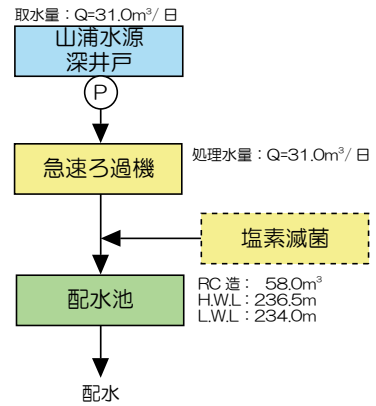 取水量：Q=31.0m³/ 日
山浦水源
深井戸
P
急速ろ過機
処理水量：Q=31.0m³/ 日
塩素滅菌
配水池
RC 造： 58.0m³
H.W.L：236.5m
L.W.L：234.0m
配水